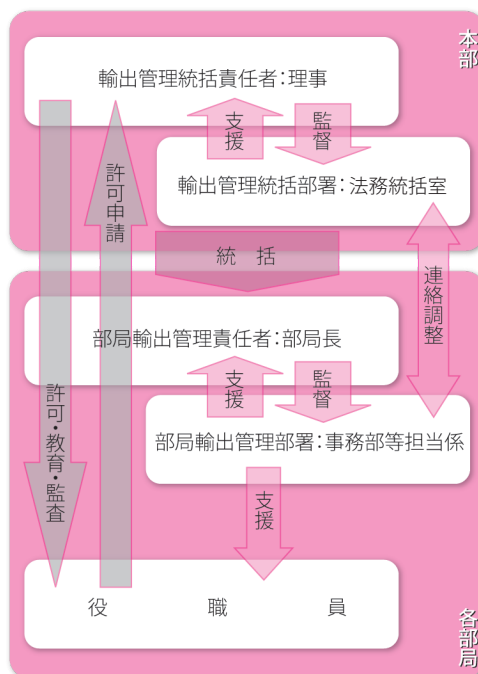 本部
輸出管理統括責任者：理事
支援
監督
許可申請
輸出管理統括部署：法務統括室
統　括
連絡調整
部局輸出管理責任者：部局長
支援
監督
許可・教育・監査
部局輸出管理部署：事務部等担当係
支援
役　職　員
各部局